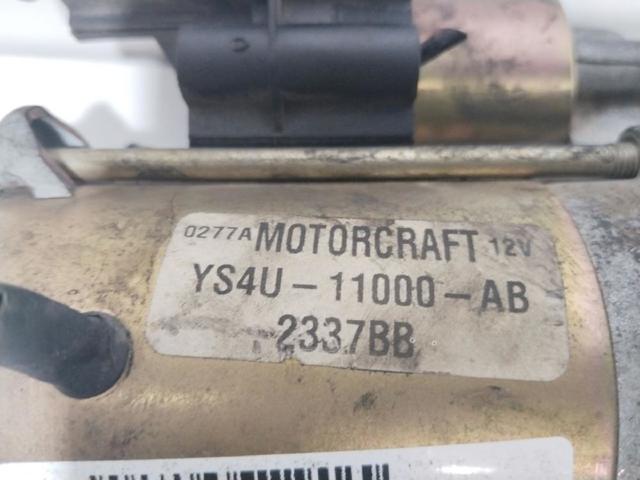 0277A MOTORCRAFT 12V
YS4U-11000-AB
2337BB